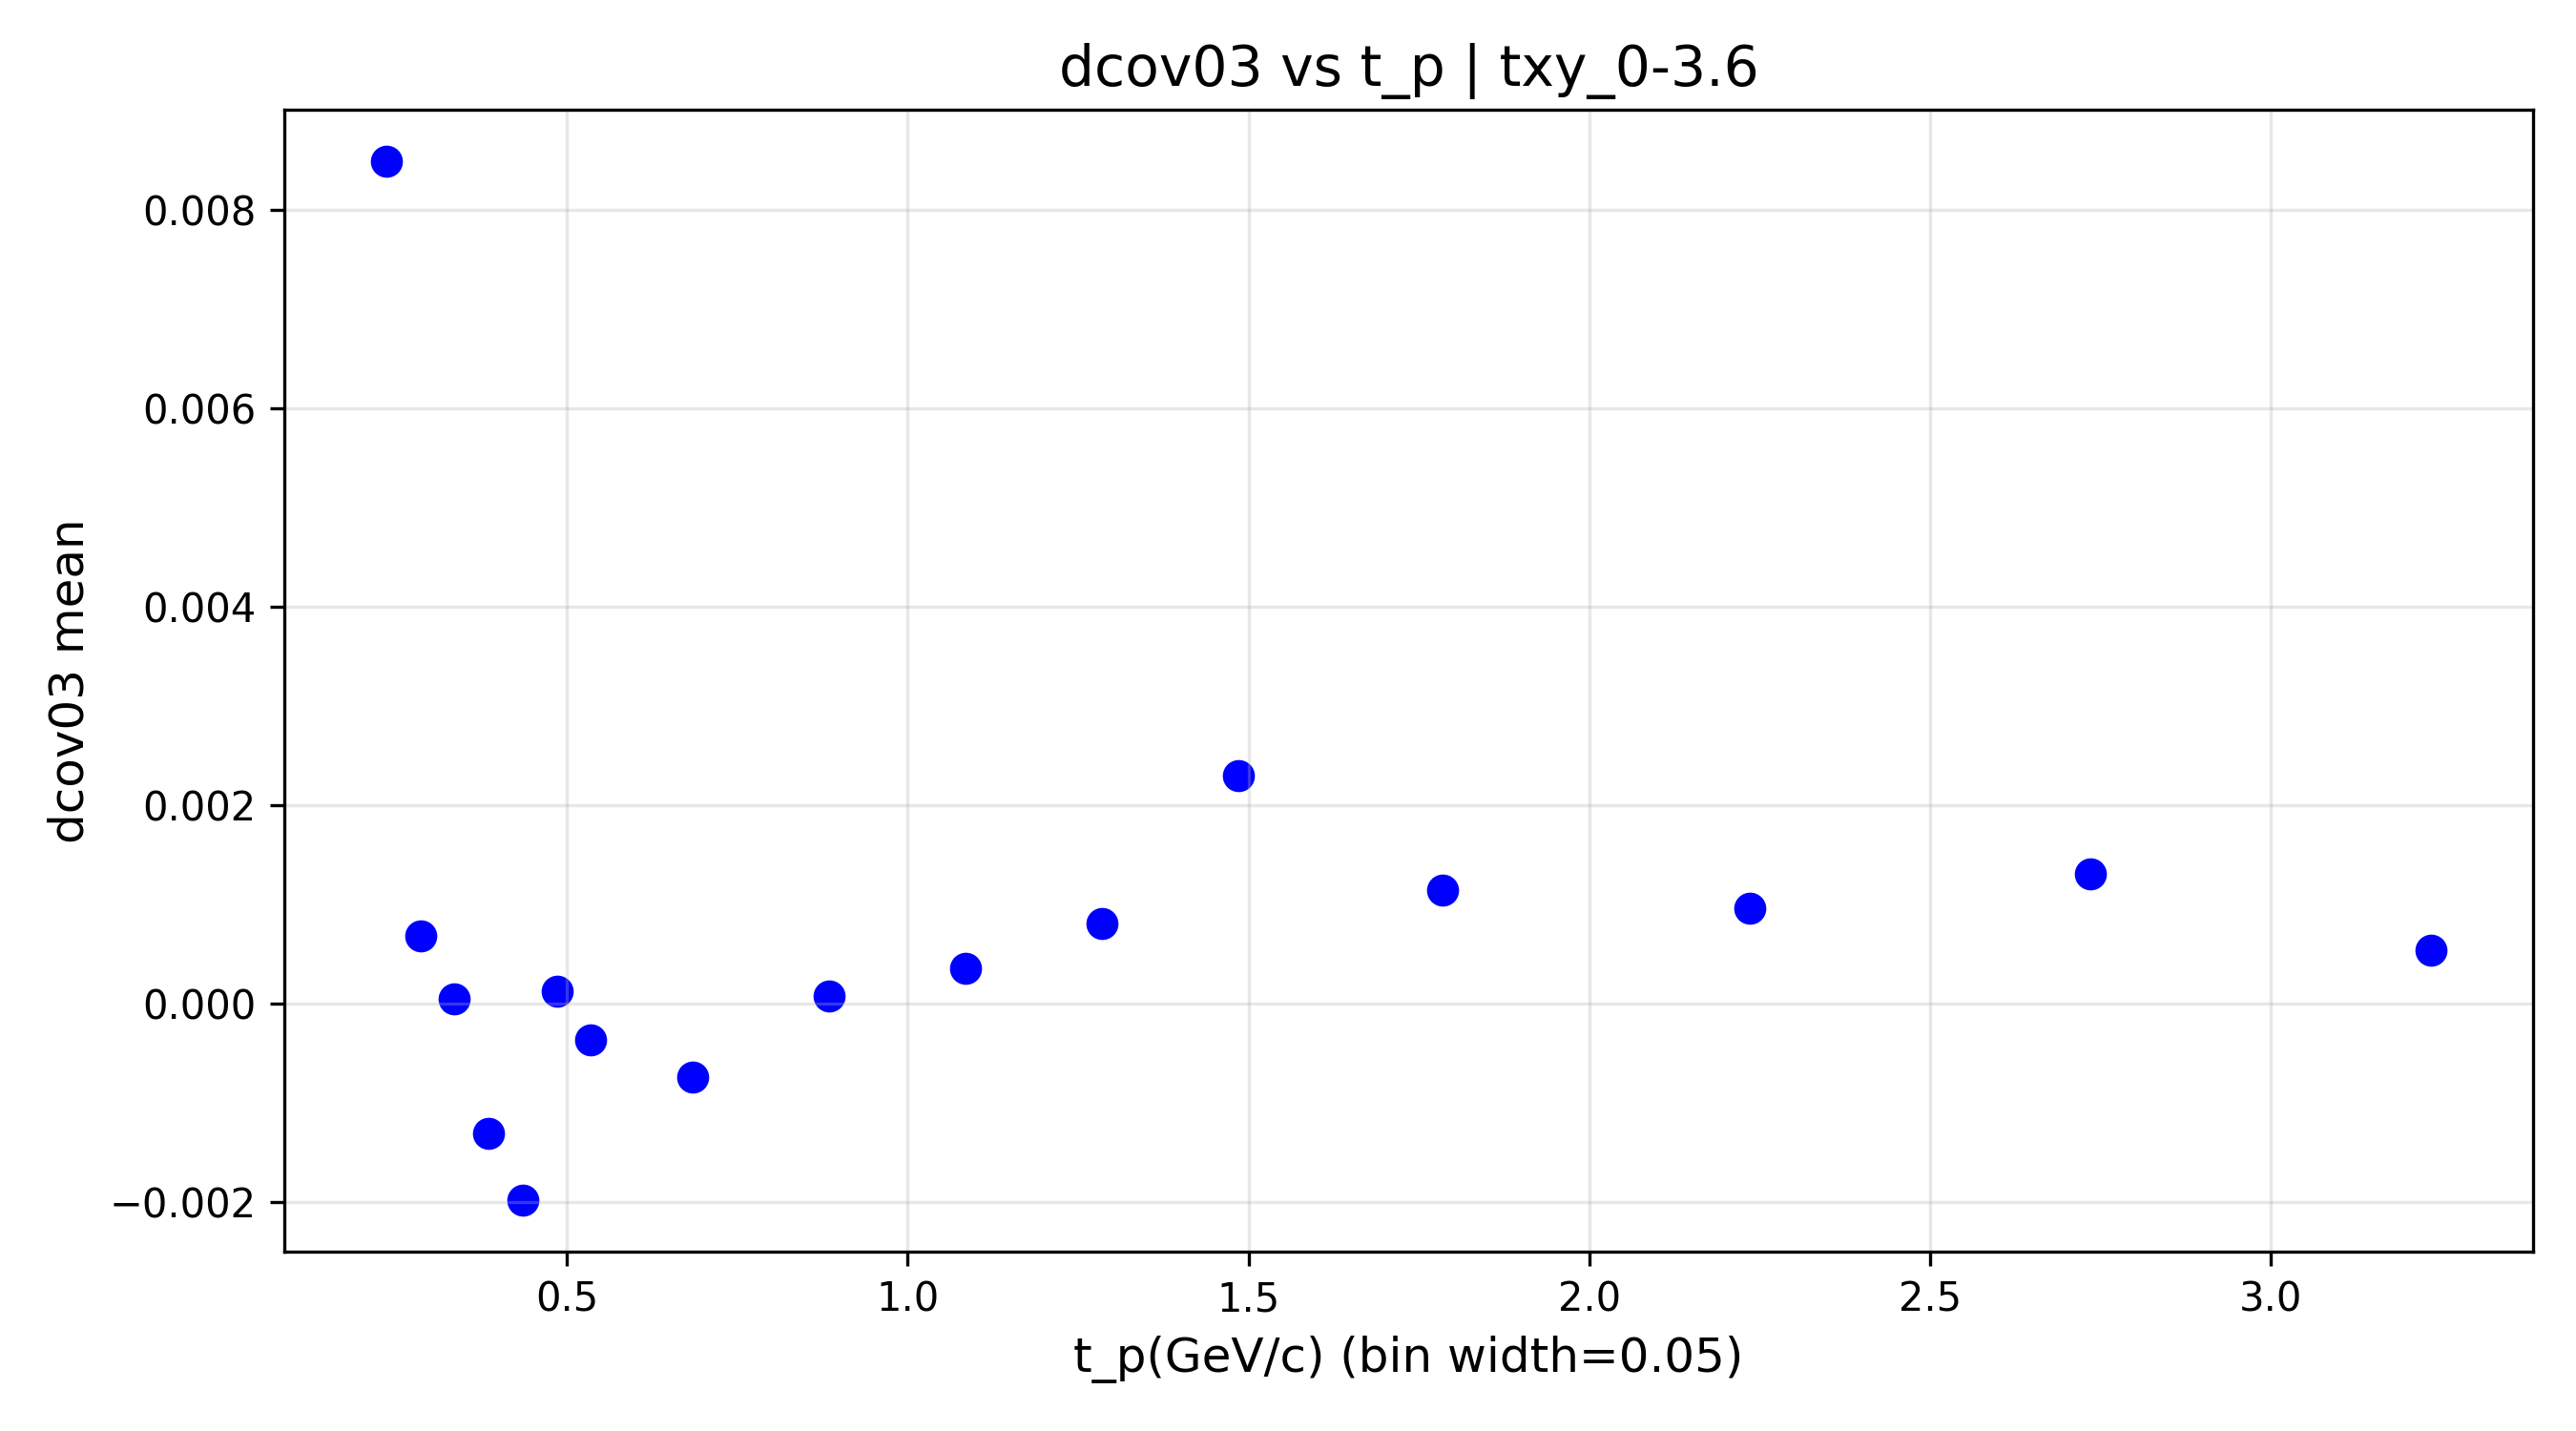 dcov03 vs t_p | txy_0-3.6
dcov03 mean
0.008
0.006
0.004
0.002
0.000
−0.002
0.5 1.0 1.5 2.0 2.5 3.0
t_p(GeV/c) (bin width=0.05)